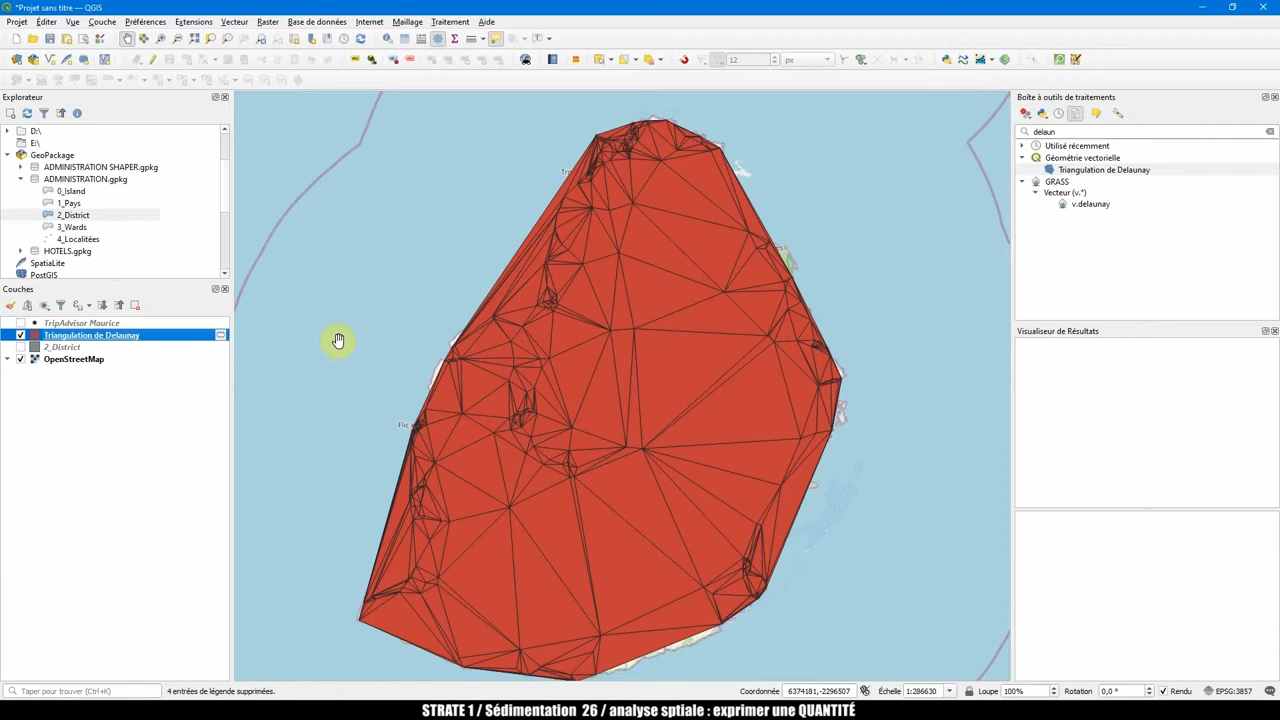 *Projet sans titre — QGIS
Projet Éditer Vue Couche Préférences Extensions Vecteur Raster Base de données Internet Maillage Traitement Aide
12 px
Explorateur
D:\
E:\
GeoPackage
ADMINISTRATION SHAPER.gpkg
ADMINISTRATION.gpkg
0_Island
1_Pays
2_District
3_Wards
4_Localitées
HOTELS.gpkg
SpatiaLite
PostGIS
Couches
TripAdvisor Maurice
Triangulation de Delaunay
2_District
OpenStreetMap
Flic
Boîte à outils de traitements
delaun
Utilisé récemment
Géométrie vectorielle
Triangulation de Delaunay
GRASS
Vecteur (v.*)
v.delaunay
Visualiseur de Résultats
Taper pour trouver (Ctrl+K)
4 entrées de légende supprimées.
Coordonnée 6374181,-2296507
Échelle 1:286630
Loupe 100%
Rotation 0,0 °
Rendu
EPSG:3857
STRATE 1 / Sédimentation 26 / analyse sptiale : exprimer une QUANTITÉ